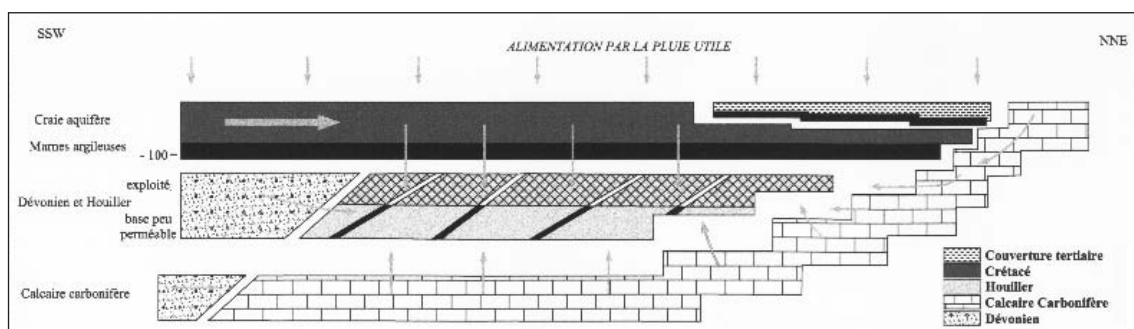 SSW
NNE
ALIMENTATION PAR LA PLUIE UTILE
Craie aquifère
Marnes argileuses
- 100
exploité
Dévonien et Houiller
base peu
perméable
Calcaire carbonifère
Couverture tertiaire
Crétacé
Houiller
Calcaire Carbonifère
Dévonien